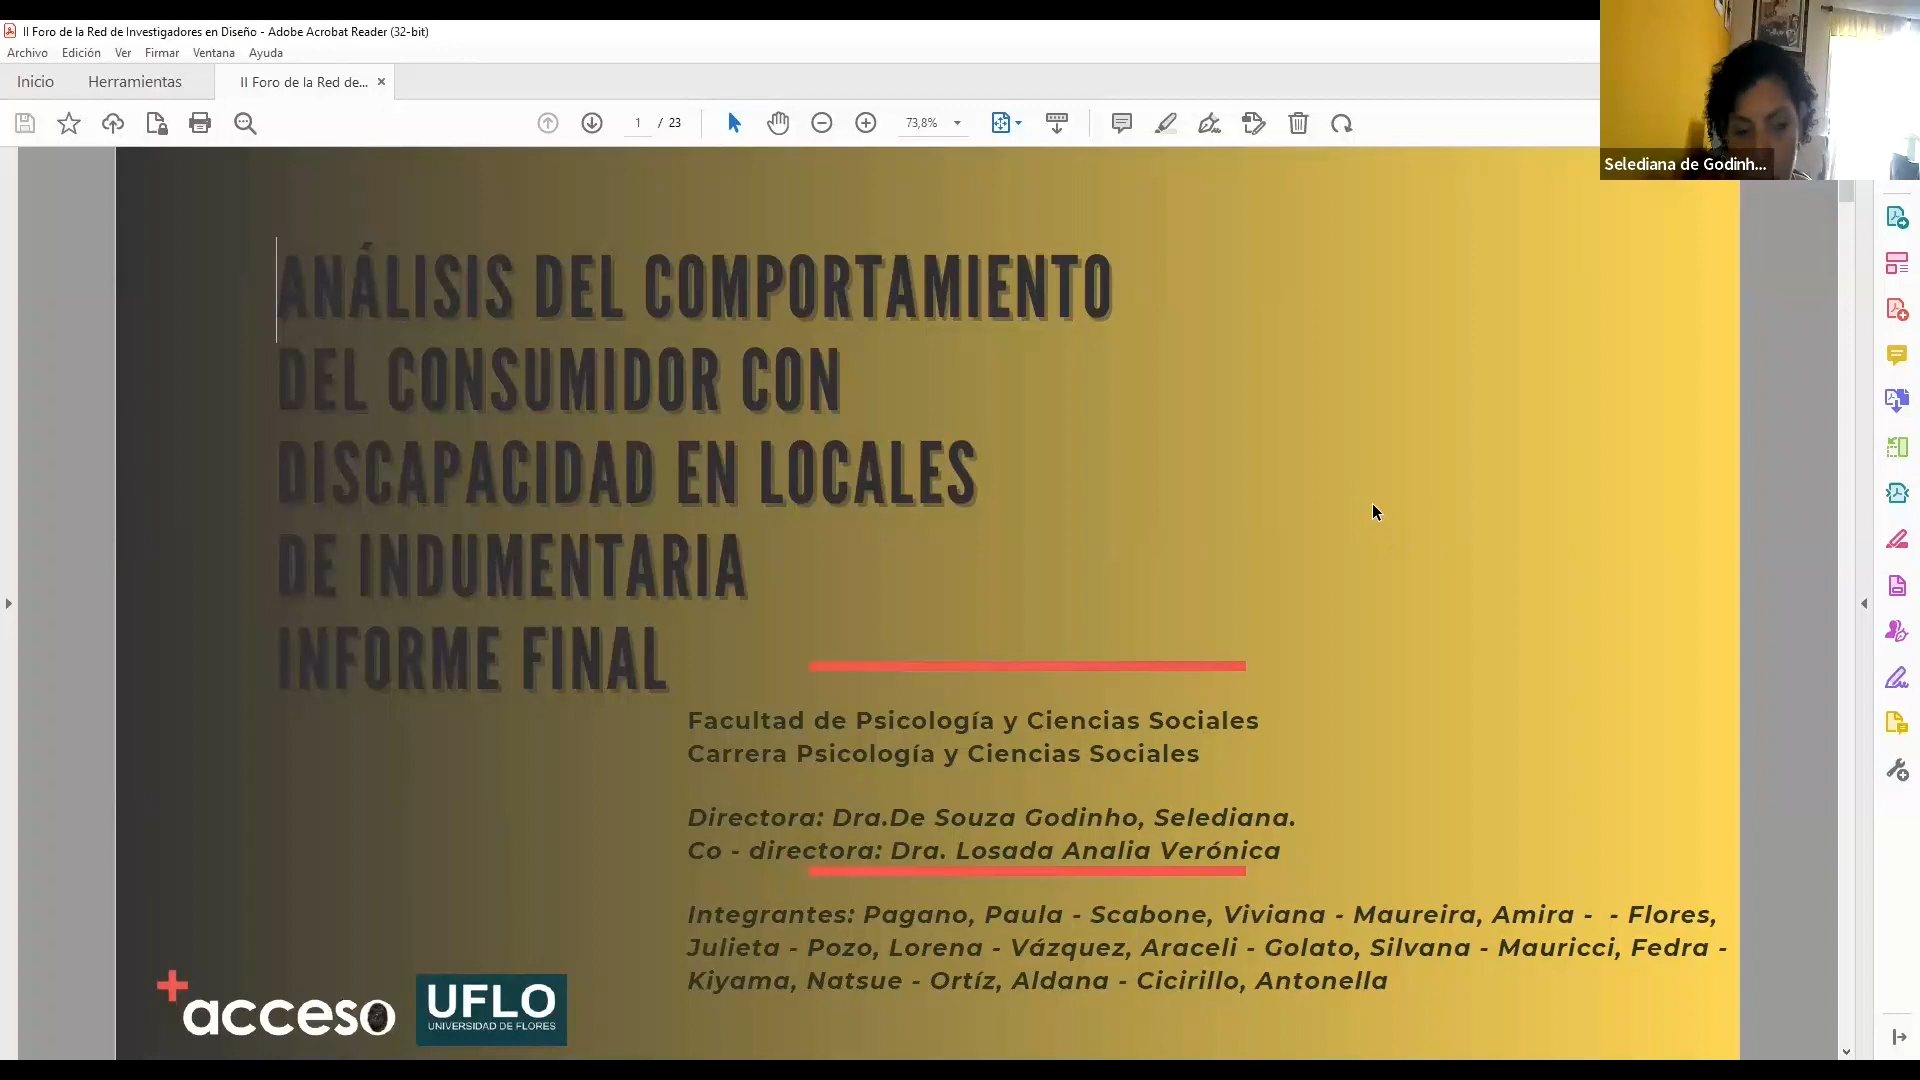 II Foro de la Red de Investigadores en Diseño - Adobe Acrobat Reader (32-bit)
Archivo Edición Ver Firmar Ventana Ayuda
Inicio Herramientas II Foro de la Red de... ×
1 / 23 73,8%
Selediana de Godinh...
ANÁLISIS DEL COMPORTAMIENTO
DEL CONSUMIDOR CON
DISCAPACIDAD EN LOCALES
DE INDUMENTARIA
INFORME FINAL
Facultad de Psicología y Ciencias Sociales
Carrera Psicología y Ciencias Sociales
Directora: Dra.De Souza Godinho, Selediana.
Co - directora: Dra. Losada Analia Verónica
Integrantes: Pagano, Paula - Scabone, Viviana - Maureira, Amira - - Flores,
Julieta - Pozo, Lorena - Vázquez, Araceli - Golato, Silvana - Mauricci, Fedra -
Kiyama, Natsue - Ortíz, Aldana - Cicirillo, Antonella
+acceso
UFLO
UNIVERSIDAD DE FLORES